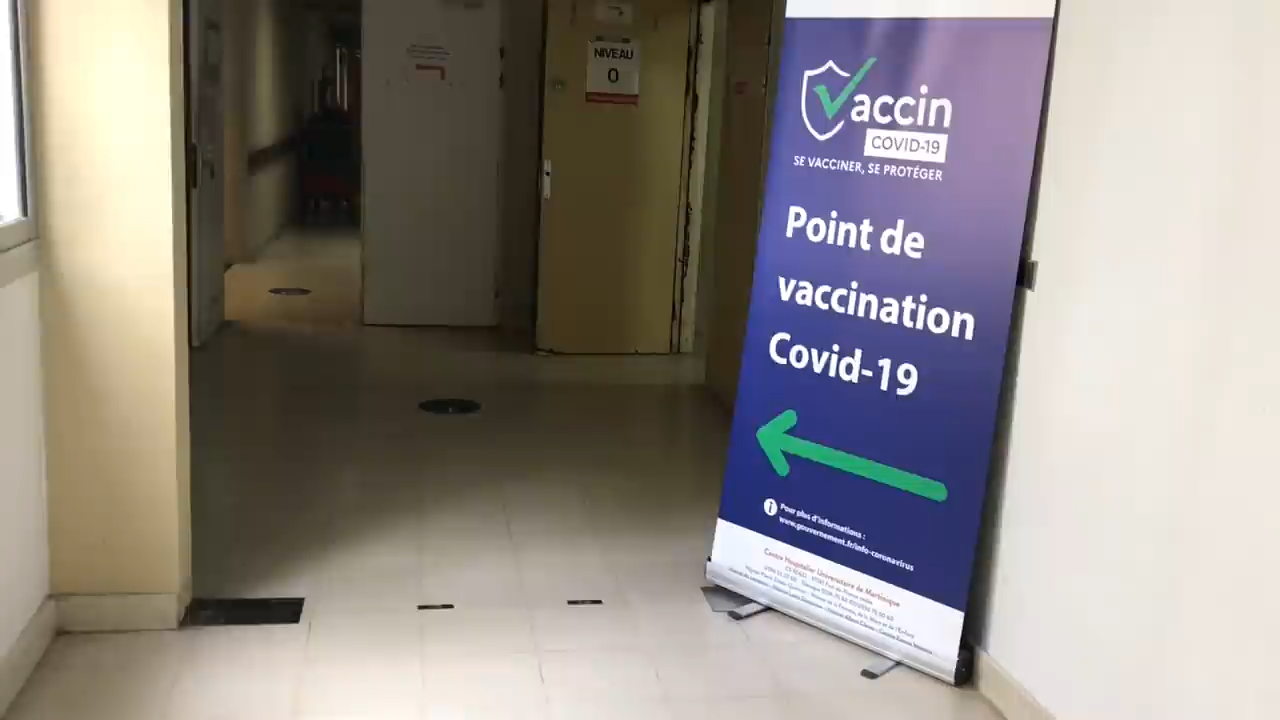 NIVEAU
0
Vaccin
COVID-19
SE VACCINER, SE PROTÉGER
Point de
vaccination
Covid-19
Pour plus d'informations :
www.gouvernement.fr/info-coronavirus
Centre Hospitalier Universitaire de Martinique